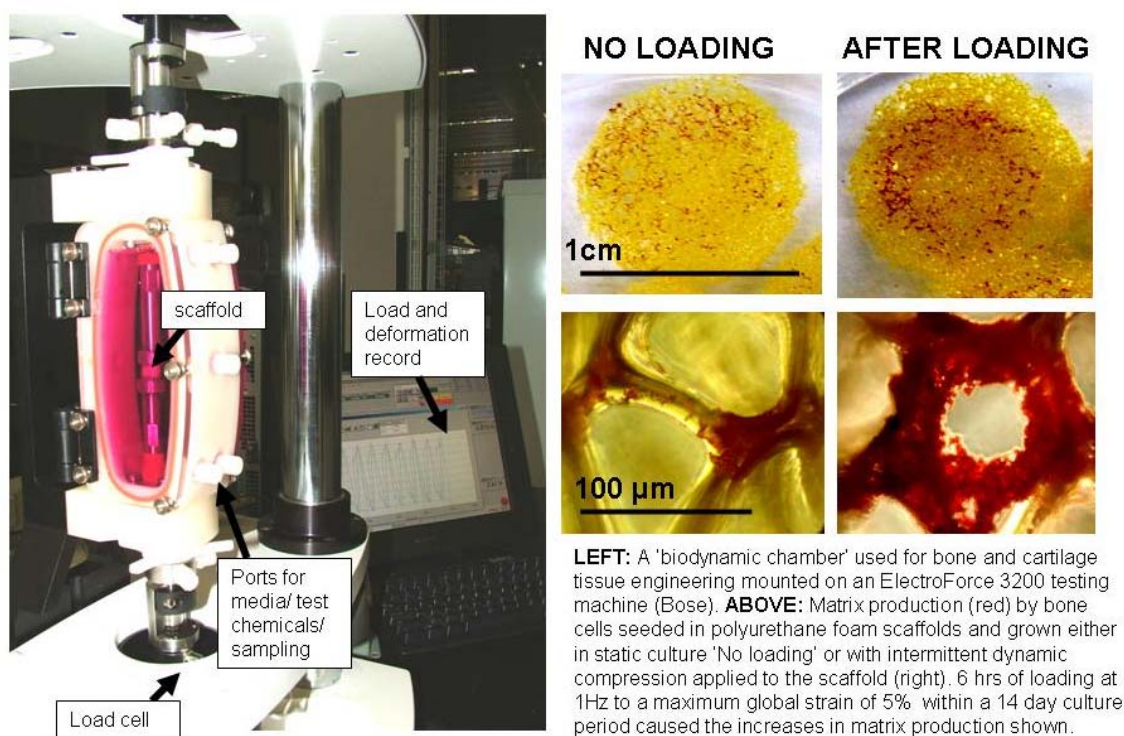 scaffold
Load and
deformation
record
Ports for
media/ test
chemicals/
sampling
Load cell
NO LOADING
AFTER LOADING
1cm
100 µm
LEFT: A 'biodynamic chamber' used for bone and cartilage
tissue engineering mounted on an ElectroForce 3200 testing
machine (Bose). ABOVE: Matrix production (red) by bone
cells seeded in polyurethane foam scaffolds and grown either
in static culture 'No loading' or with intermittent dynamic
compression applied to the scaffold (right). 6 hrs of loading at
1Hz to a maximum global strain of 5% within a 14 day culture
period caused the increases in matrix production shown.